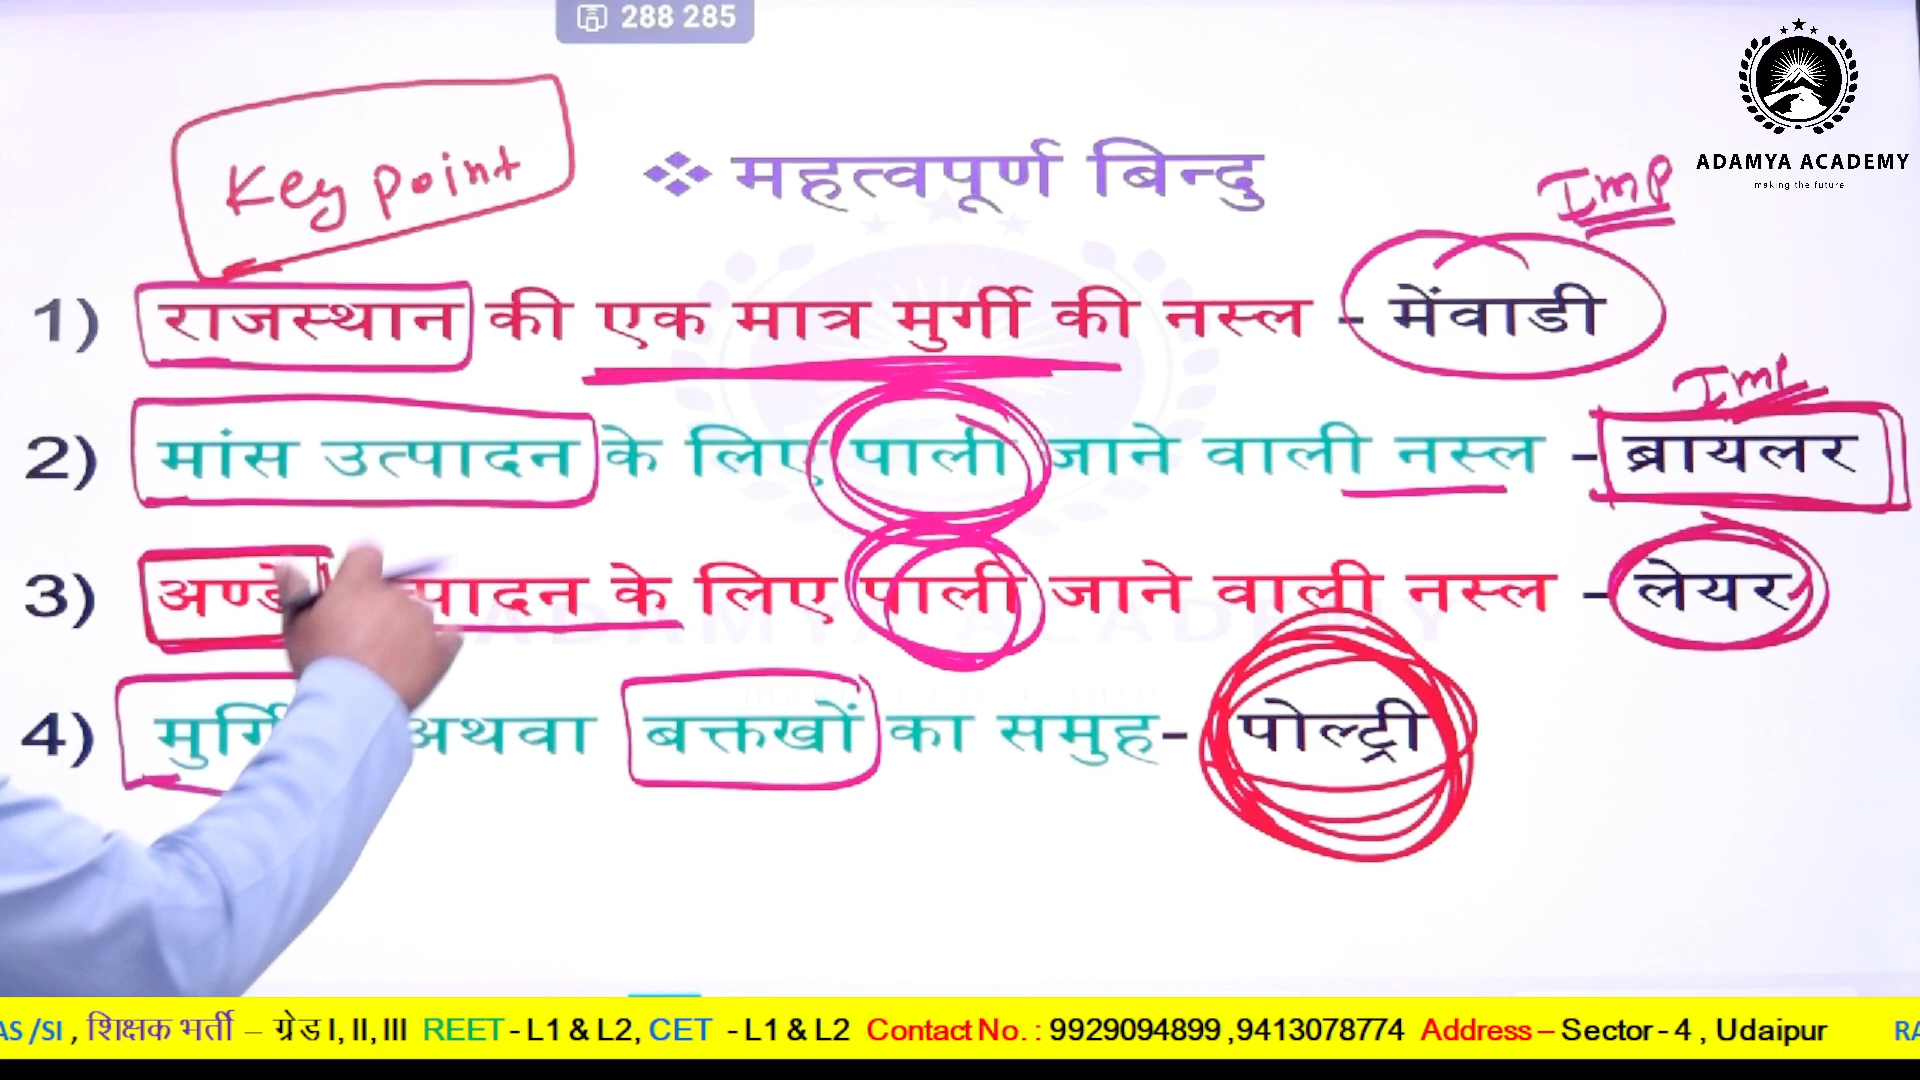 288 285
ADAMYA ACADEMY
making the future
Key point
❖ महत्वपूर्ण बिन्दु
Imp
1) राजस्थान की एक मात्र मुर्गी की नस्ल - मेंवाडी
Imp
2) मांस उत्पादन के लिए पाली जाने वाली नस्ल - ब्रायलर
3) अण्डे पादन के लिए पाली जाने वाली नस्ल - लेयर
4) अथवा बक्तखों का समुह- पोल्ट्री
AS /SI , शिक्षक भर्ती – ग्रेड I, II, III REET - L1 & L2, CET - L1 & L2 Contact No. : 9929094899 ,9413078774 Address – Sector - 4 , Udaipur RA